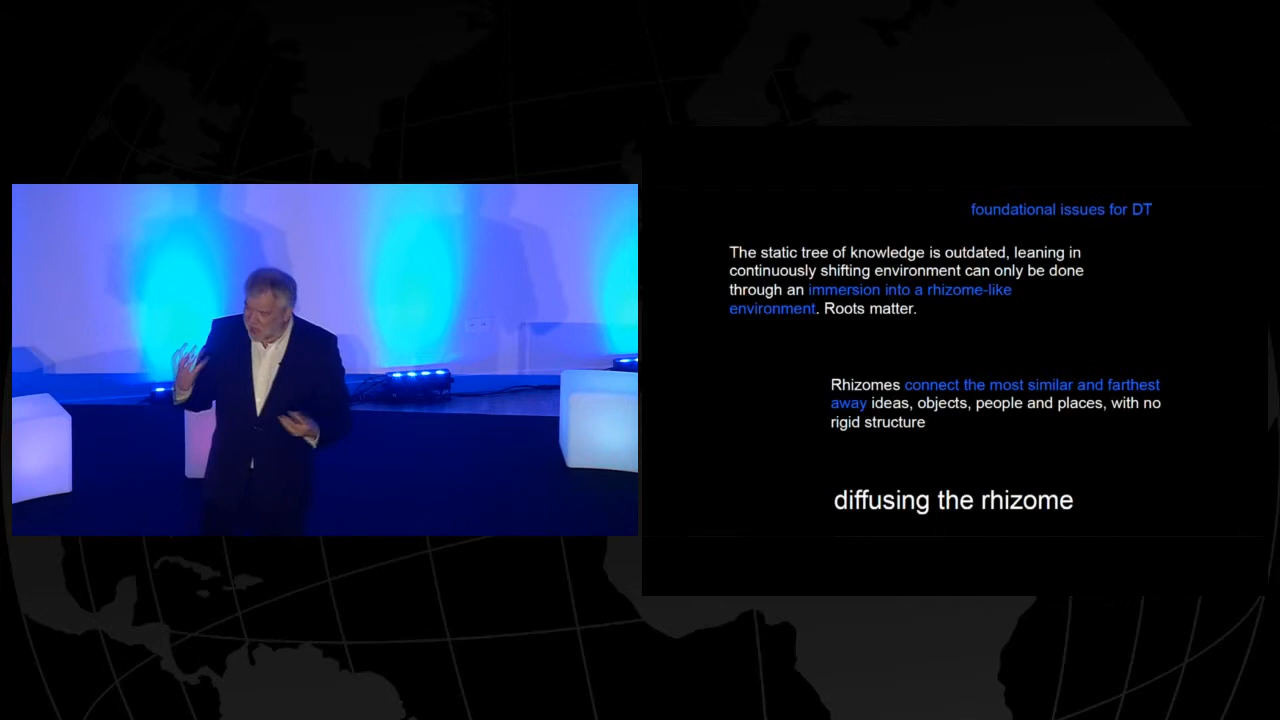 foundational issues for DT
The static tree of knowledge is outdated, leaning in
continuously shifting environment can only be done
through an immersion into a rhizome-like
environment. Roots matter.
Rhizomes connect the most similar and farthest
away ideas, objects, people and places, with no
rigid structure
diffusing the rhizome